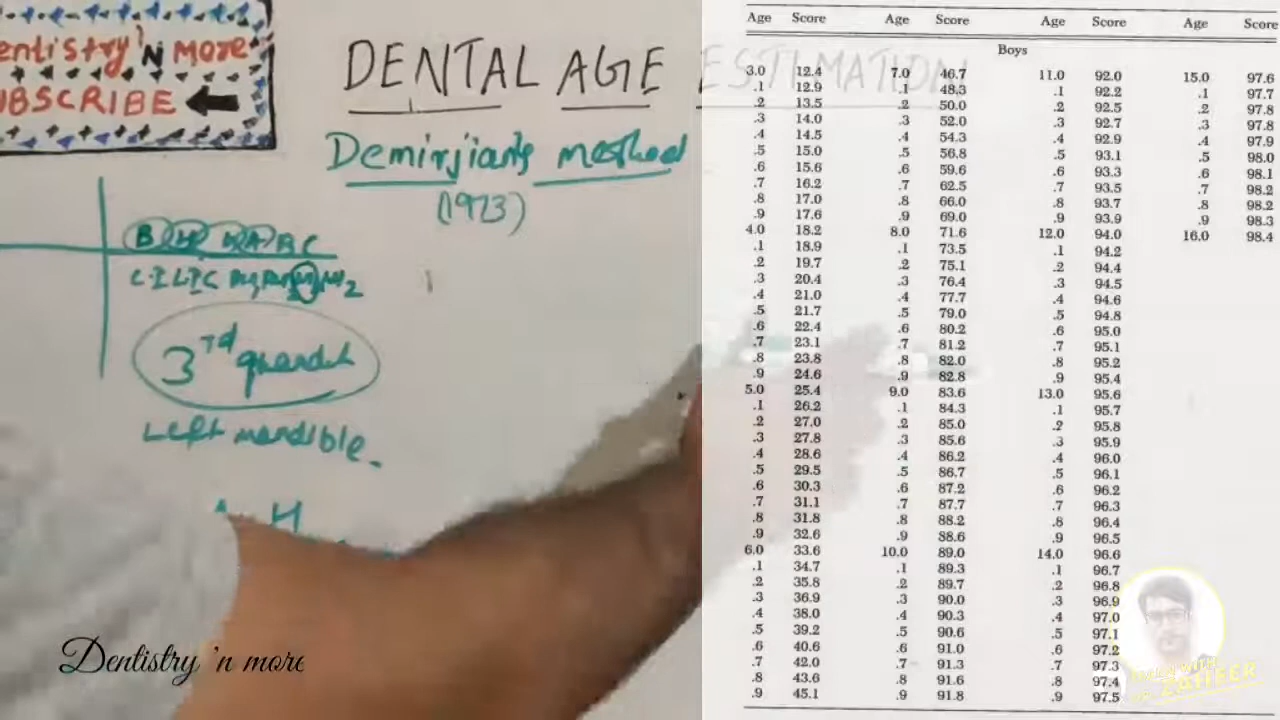 entistry 'N more
UBSCRIBE
DENTAL AGE ESTIMATION
Demirjian's method
(1973)
B
C
3rd quandrt
Left mandible.
A H
Dentistry 'n more
Age Score Age Score Age Score Age Score
Boys
3.0 12.4 7.0 46.7 11.0 92.0 15.0 97.6
.1 12.9 .1 48.3 .1 92.2 .1 97.7
.2 13.5 .2 50.0 .2 92.5 .2 97.8
.3 14.0 .3 52.0 .3 92.7 .3 97.8
.4 14.5 .4 54.3 .4 92.9 .4 97.9
.5 15.0 .5 56.8 .5 93.1 .5 98.0
.6 15.6 .6 59.6 .6 93.3 .6 98.1
.7 16.2 .7 62.5 .7 93.5 .7 98.2
.8 17.0 .8 66.0 .8 93.7 .8 98.2
.9 17.6 .9 69.0 .9 93.9 .9 98.3
4.0 18.2 8.0 71.6 12.0 94.0 16.0 98.4
.1 18.9 .1 73.5 .1 94.2
.2 19.7 .2 75.1 .2 94.4
.3 20.4 .3 76.4 .3 94.5
.4 21.0 .4 77.7 .4 94.6
.5 21.7 .5 79.0 .5 94.8
.6 22.4 .6 80.2 .6 95.0
.7 23.1 .7 81.2 .7 95.1
.8 23.8 .8 82.0 .8 95.2
.9 24.6 .9 82.8 .9 95.4
5.0 25.4 9.0 83.6 13.0 95.6
.1 26.2 .1 84.3 .1 95.7
.2 27.0 .2 85.0 .2 95.8
.3 27.8 .3 85.6 .3 95.9
.4 28.6 .4 86.2 .4 96.0
.5 29.5 .5 86.7 .5 96.1
.6 30.3 .6 87.2 .6 96.2
.7 31.1 .7 87.7 .7 96.3
.8 31.8 .8 88.2 .8 96.4
.9 32.6 .9 88.6 .9 96.5
6.0 33.6 10.0 89.0 14.0 96.6
.1 34.7 .1 89.3 .1 96.7
.2 35.8 .2 89.7 .2 96.8
.3 36.9 .3 90.0 .3 96.9
.4 38.0 .4 90.3 .4 97.0
.5 39.2 .5 90.6 .5 97.1
.6 40.6 .6 91.0 .6 97.2
.7 42.0 .7 91.3 .7 97.3
.8 43.6 .8 91.6 .8 97.4
.9 45.1 .9 91.8 .9 97.5